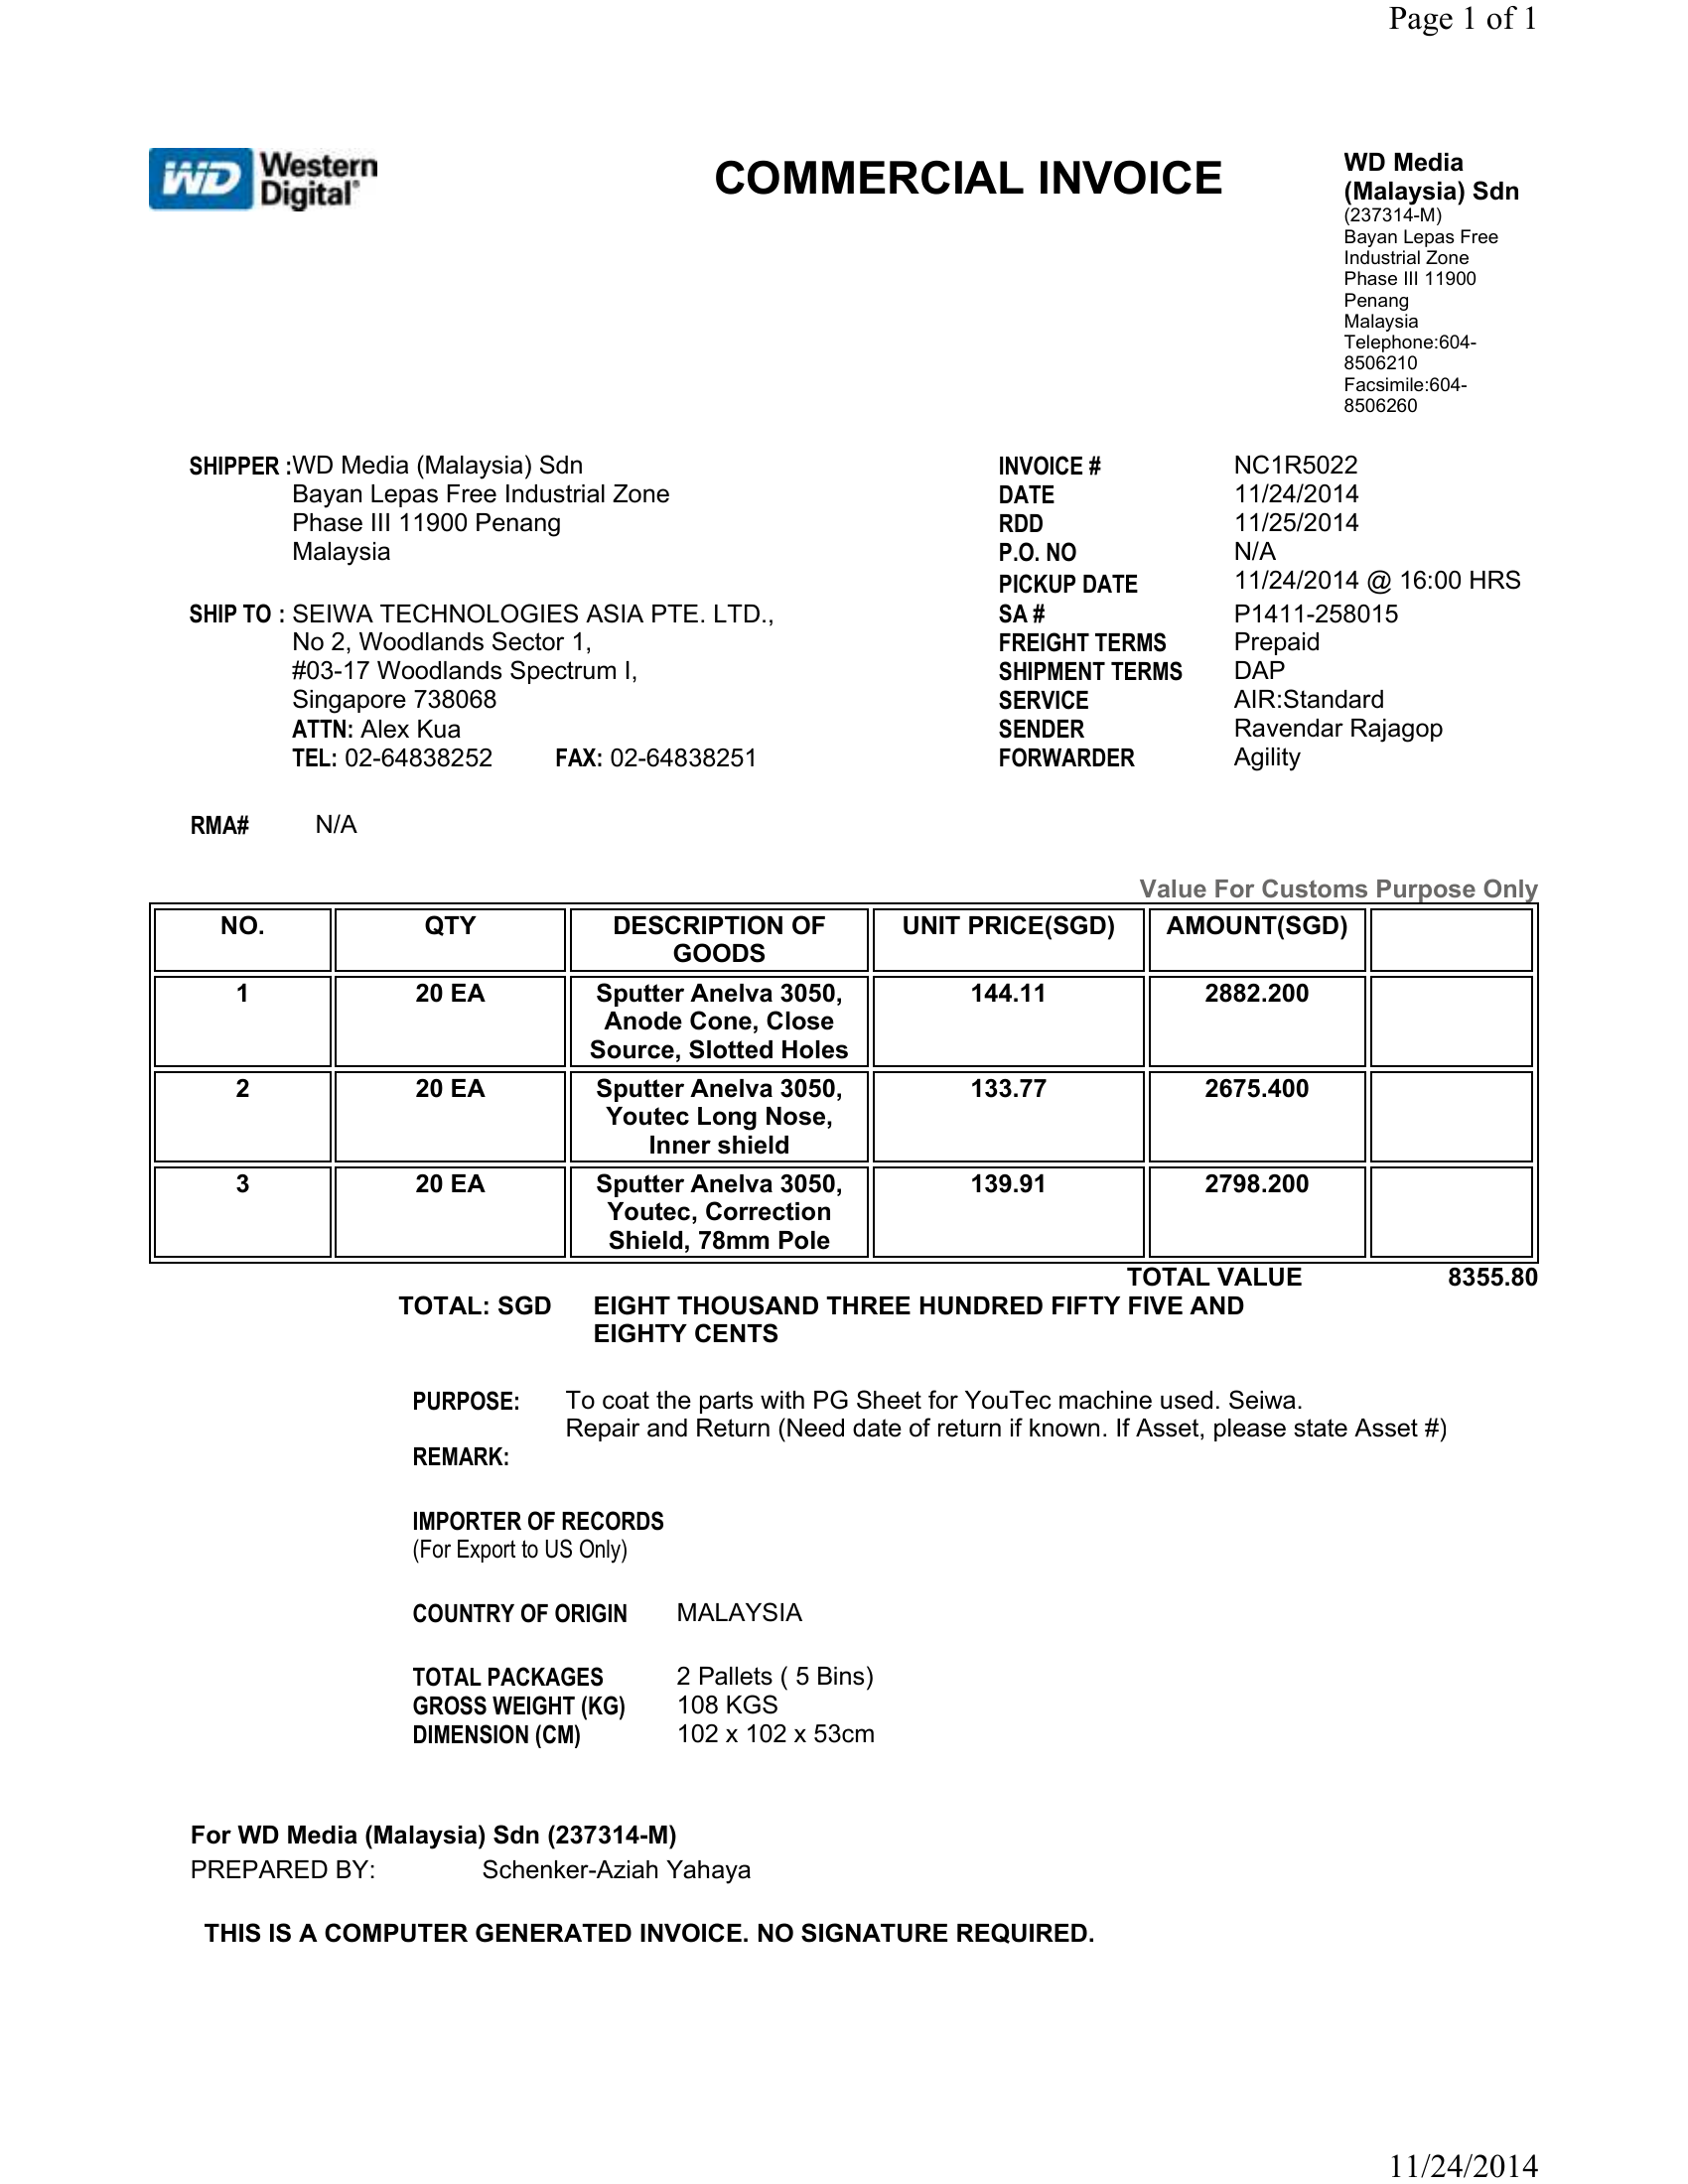 Page 1 of 1
WD Western Digital®
COMMERCIAL INVOICE
WD Media
(Malaysia) Sdn
(237314-M)
Bayan Lepas Free
Industrial Zone
Phase III 11900
Penang
Malaysia
Telephone:604-
8506210
Facsimile:604-
8506260
SHIPPER :WD Media (Malaysia) Sdn
Bayan Lepas Free Industrial Zone
Phase III 11900 Penang
Malaysia
SHIP TO : SEIWA TECHNOLOGIES ASIA PTE. LTD.,
No 2, Woodlands Sector 1,
#03-17 Woodlands Spectrum I,
Singapore 738068
ATTN: Alex Kua
TEL: 02-64838252 FAX: 02-64838251
INVOICE # NC1R5022
DATE 11/24/2014
RDD 11/25/2014
P.O. NO N/A
PICKUP DATE 11/24/2014 @ 16:00 HRS
SA # P1411-258015
FREIGHT TERMS Prepaid
SHIPMENT TERMS DAP
SERVICE AIR:Standard
SENDER Ravendar Rajagop
FORWARDER Agility
RMA# N/A
Value For Customs Purpose Only
NO. QTY DESCRIPTION OF GOODS UNIT PRICE(SGD) AMOUNT(SGD)
1 20 EA Sputter Anelva 3050, 144.11 2882.200
Anode Cone, Close
Source, Slotted Holes
2 20 EA Sputter Anelva 3050, 133.77 2675.400
Youtec Long Nose,
Inner shield
3 20 EA Sputter Anelva 3050, 139.91 2798.200
Youtec, Correction
Shield, 78mm Pole
TOTAL VALUE 8355.80
TOTAL: SGD EIGHT THOUSAND THREE HUNDRED FIFTY FIVE AND
EIGHTY CENTS
PURPOSE: To coat the parts with PG Sheet for YouTec machine used. Seiwa.
Repair and Return (Need date of return if known. If Asset, please state Asset #)
REMARK:
IMPORTER OF RECORDS
(For Export to US Only)
COUNTRY OF ORIGIN MALAYSIA
TOTAL PACKAGES 2 Pallets ( 5 Bins)
GROSS WEIGHT (KG) 108 KGS
DIMENSION (CM) 102 x 102 x 53cm
For WD Media (Malaysia) Sdn (237314-M)
PREPARED BY: Schenker-Aziah Yahaya
THIS IS A COMPUTER GENERATED INVOICE. NO SIGNATURE REQUIRED.
11/24/2014